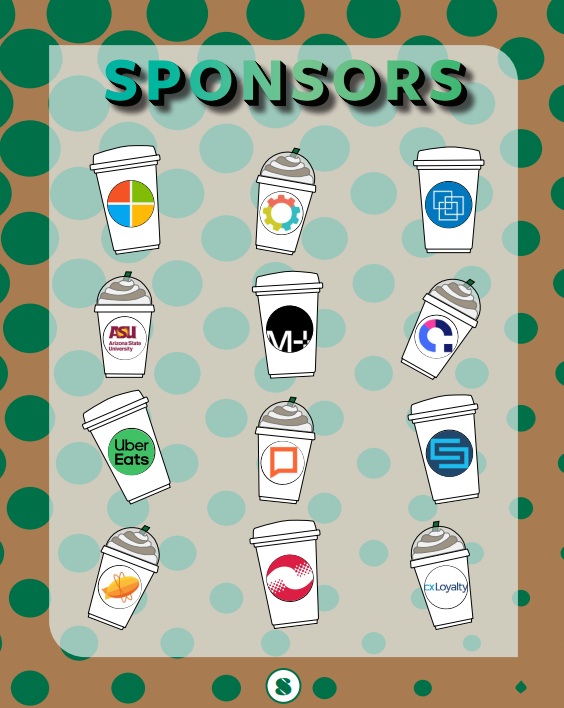 SPONSORS
ASU
Arizona State
University
M+
Uber
Eats
cxLoyalty
S